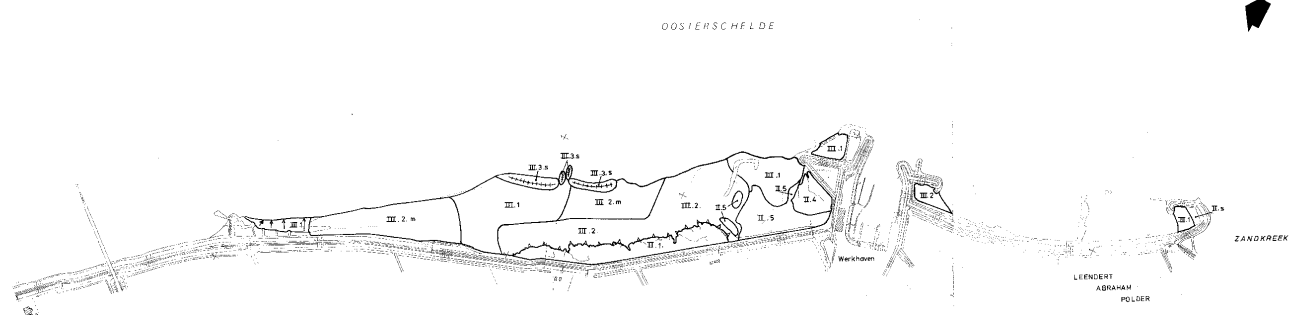 OOSTERSCHELDE
III.1
III.3.s
III.3.s
III.3.s
III.1
II.5
III.2
III.1
III.2.m
III.2.
II.4
II.s
III.1
III.1
III.2.m
II.5
II.5
III.2.
II.1.
ZANDKREEK
Werkhaven
LEENDERT
ABRAHAM
POLDER